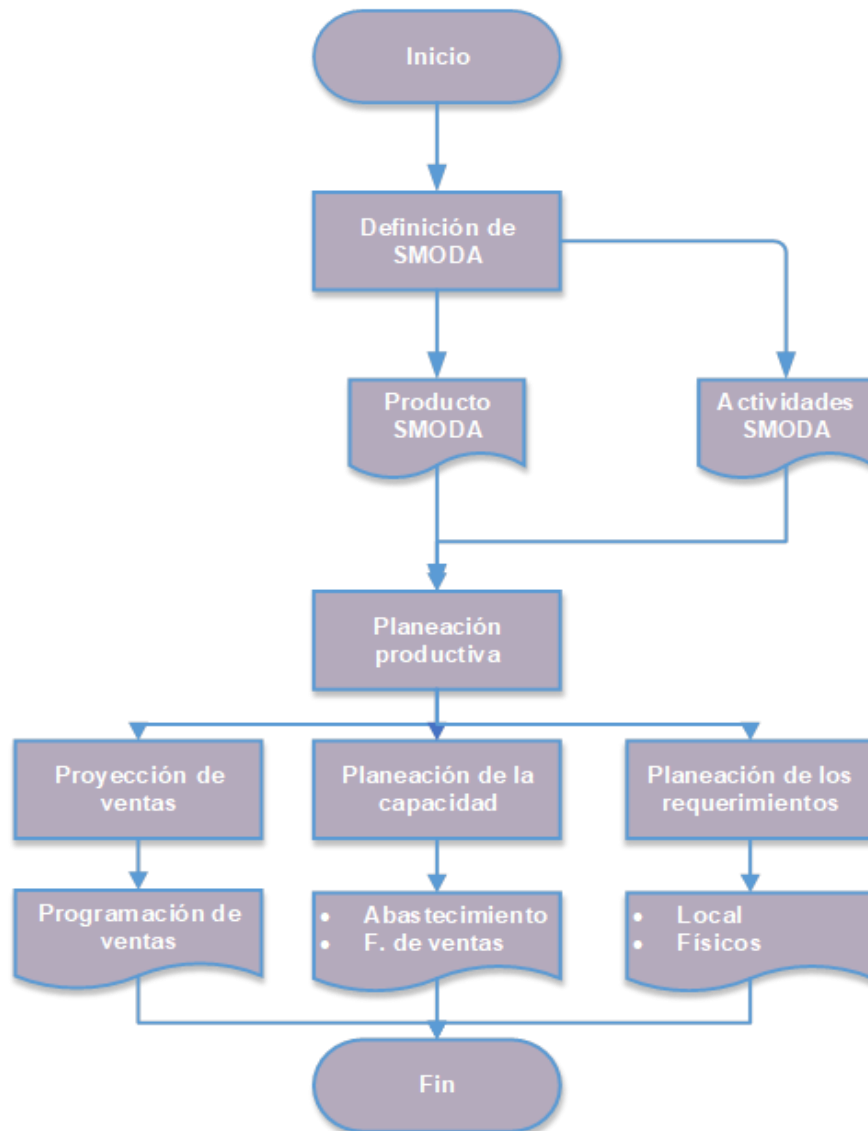 Inicio
Definición de
SMODA
Producto
SMODA
Actividades
SMODA
Planeación
productiva
Proyección de
ventas
Planeación de la
capacidad
Planeación de los
requerimientos
Programación de
ventas
• Abastecimiento
• F. de ventas
• Local
• Físicos
Fin